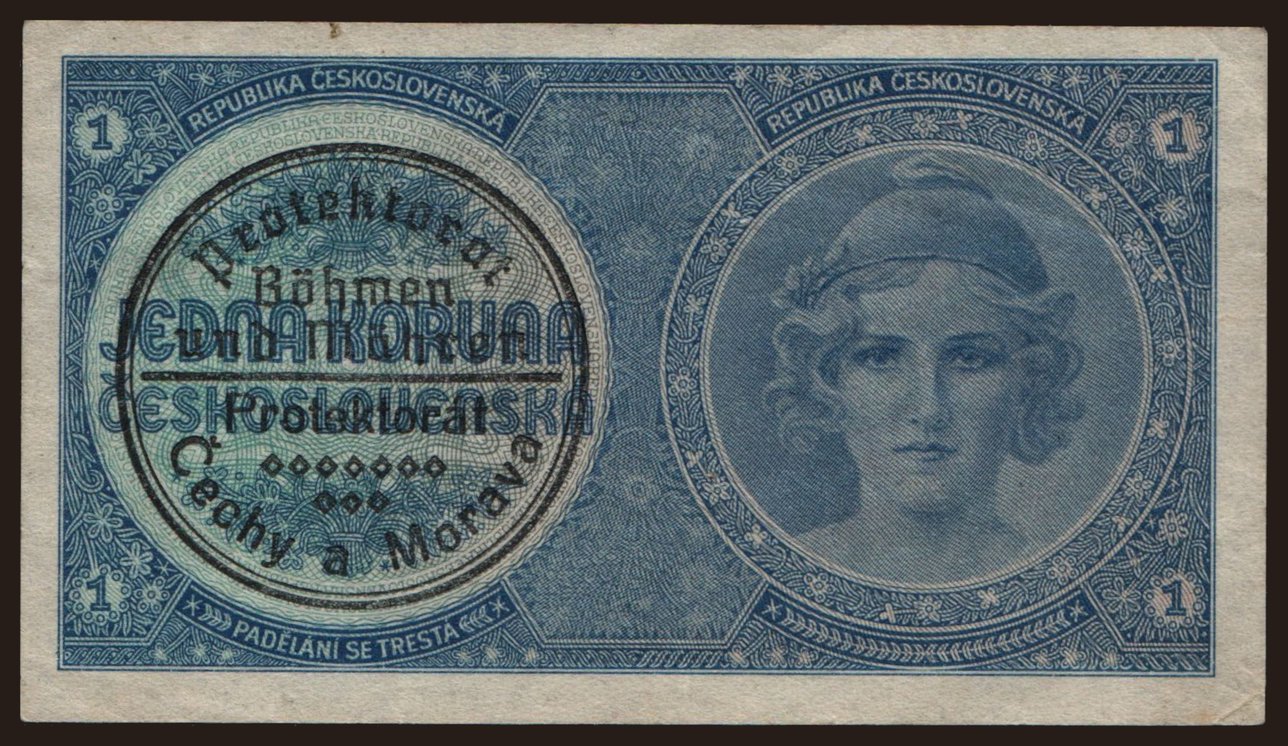 REPUBLIKA ČESKOSLOVENSKÁ
REPUBLIKA ČESKOSLOVENSKÁ
1
1
Protektorat
Böhmen
und Mähren
JEDNA KORUNA
ČESKOSLOVENSKÁ
Protektorát
Čechy a Morava
1
1
PADĚLÁNÍ SE TRESTÁ